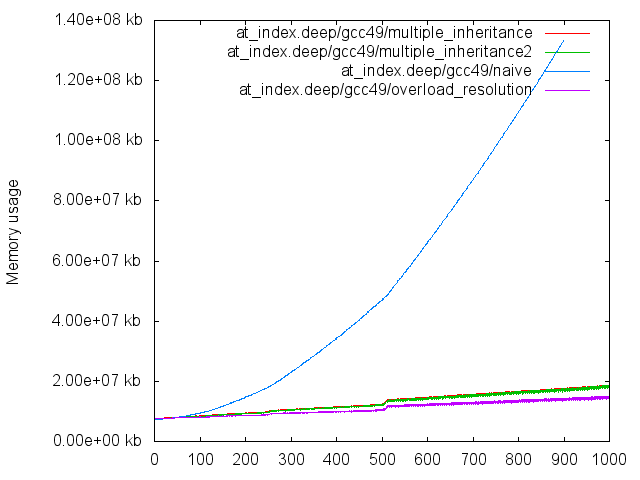 1.40e+08 kb
1.20e+08 kb
1.00e+08 kb
8.00e+07 kb
6.00e+07 kb
4.00e+07 kb
2.00e+07 kb
0.00e+00 kb
Memory usage
at_index.deep/gcc49/multiple_inheritance
at_index.deep/gcc49/multiple_inheritance2
at_index.deep/gcc49/naive
at_index.deep/gcc49/overload_resolution
0 100 200 300 400 500 600 700 800 900 1000